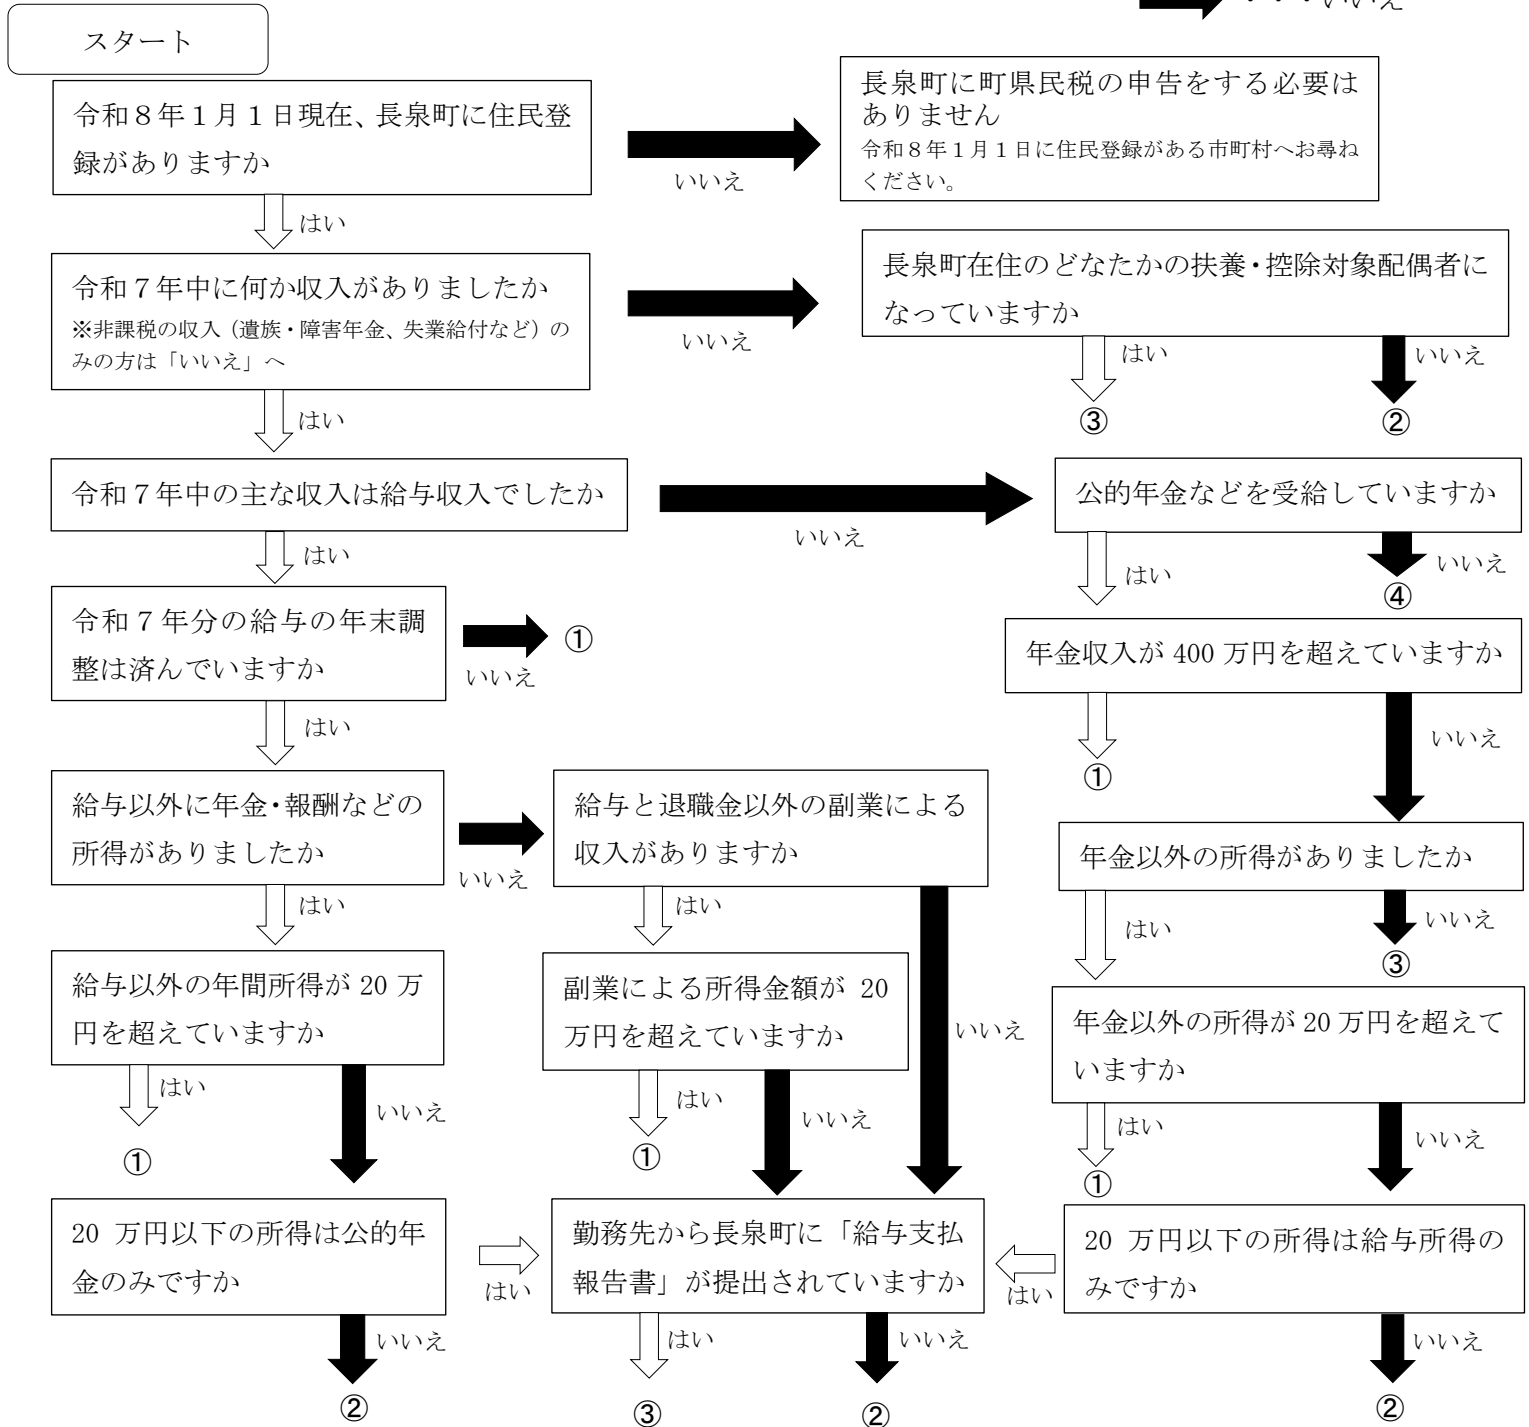 ・・・いいえ
スタート
令和８年１月１日現在、長泉町に住民登
録がありますか
いいえ
長泉町に町県民税の申告をする必要は
ありません
令和８年１月１日に住民登録がある市町村へお尋ね
ください。
はい
令和７年中に何か収入がありましたか
※非課税の収入（遺族・障害年金、失業給付など）の
みの方は「いいえ」へ
いいえ
長泉町在住のどなたかの扶養・控除対象配偶者に
なっていますか
はい
いいえ
③
②
はい
令和７年中の主な収入は給与収入でしたか
いいえ
公的年金などを受給していますか
はい
はい
いいえ
④
令和７年分の給与の年末調
整は済んでいますか
いいえ
①
年金収入が 400 万円を超えていますか
はい
はい
いいえ
①
給与以外に年金・報酬などの
所得がありましたか
いいえ
給与と退職金以外の副業による
収入がありますか
年金以外の所得がありましたか
はい
はい
はい
いいえ
③
給与以外の年間所得が 20 万
円を超えていますか
副業による所得金額が 20
万円を超えていますか
いいえ
年金以外の所得が 20 万円を超えて
いますか
はい
いいえ
①
はい
いいえ
①
はい
いいえ
①
20 万円以下の所得は公的年
金のみですか
はい
勤務先から長泉町に「給与支払
報告書」が提出されていますか
はい
20 万円以下の所得は給与所得の
みですか
いいえ
②
はい
いいえ
③
②
いいえ
②